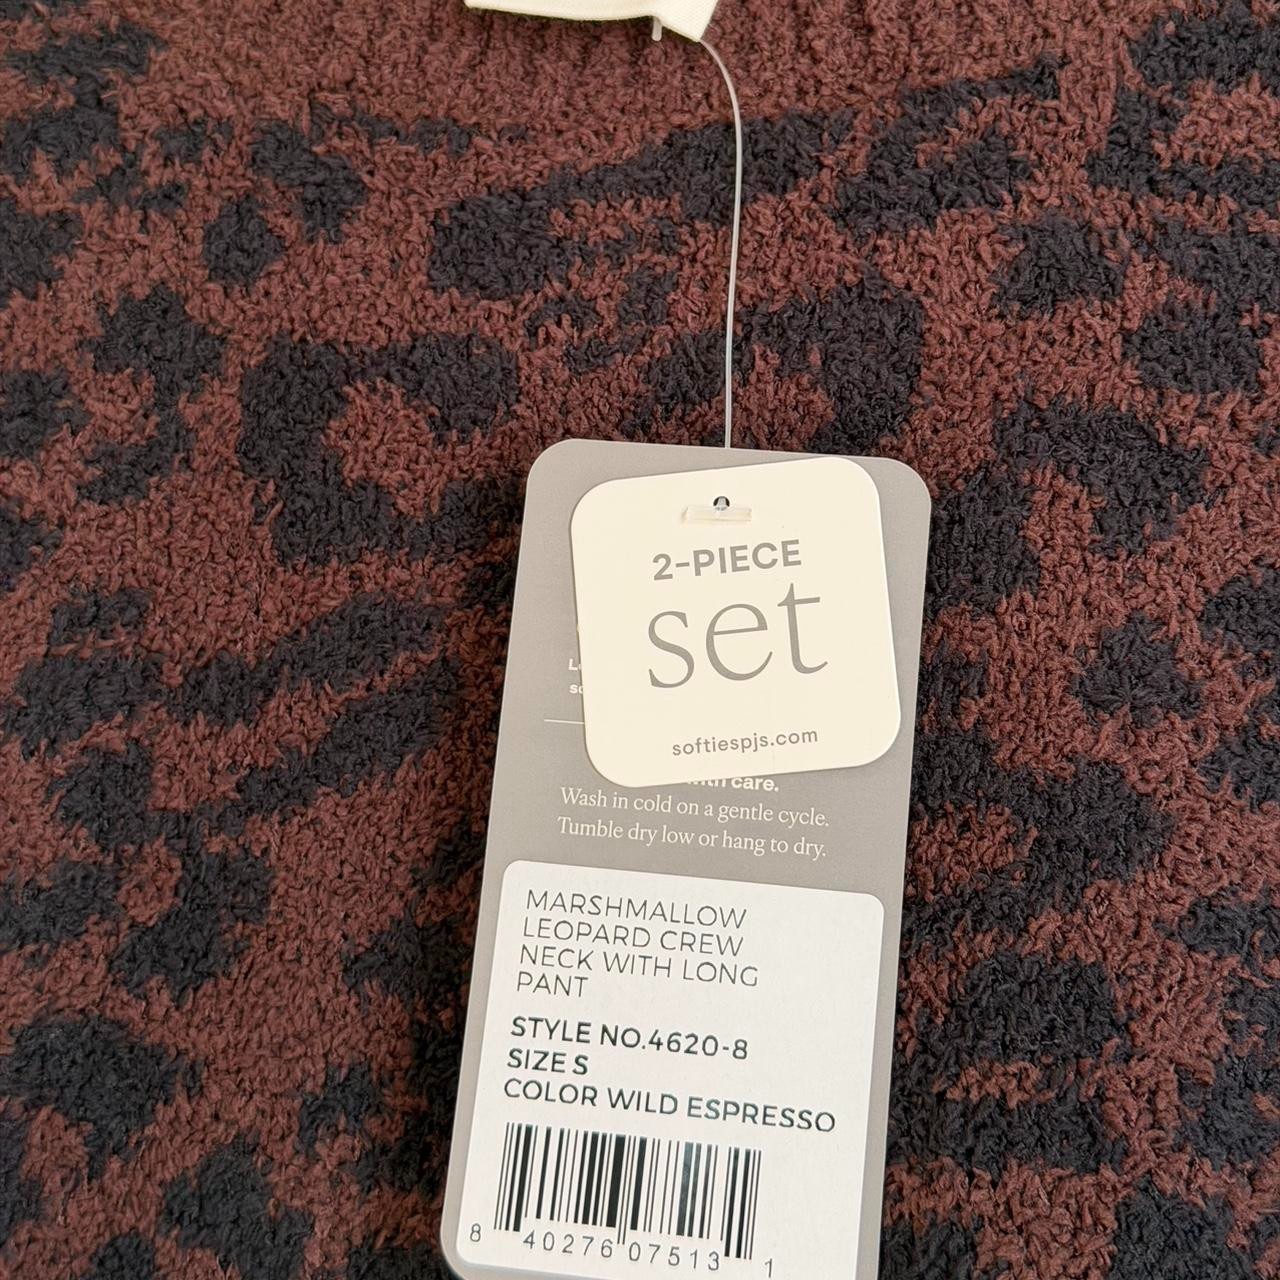 2-PIECE
set
softiespjs.com
care.
Wash in cold on a gentle cycle.
Tumble dry low or hang to dry.
MARSHMALLOW
LEOPARD CREW
NECK WITH LONG
PANT
STYLE NO.4620-8
SIZE S
COLOR WILD ESPRESSO
8 40276 07513 1